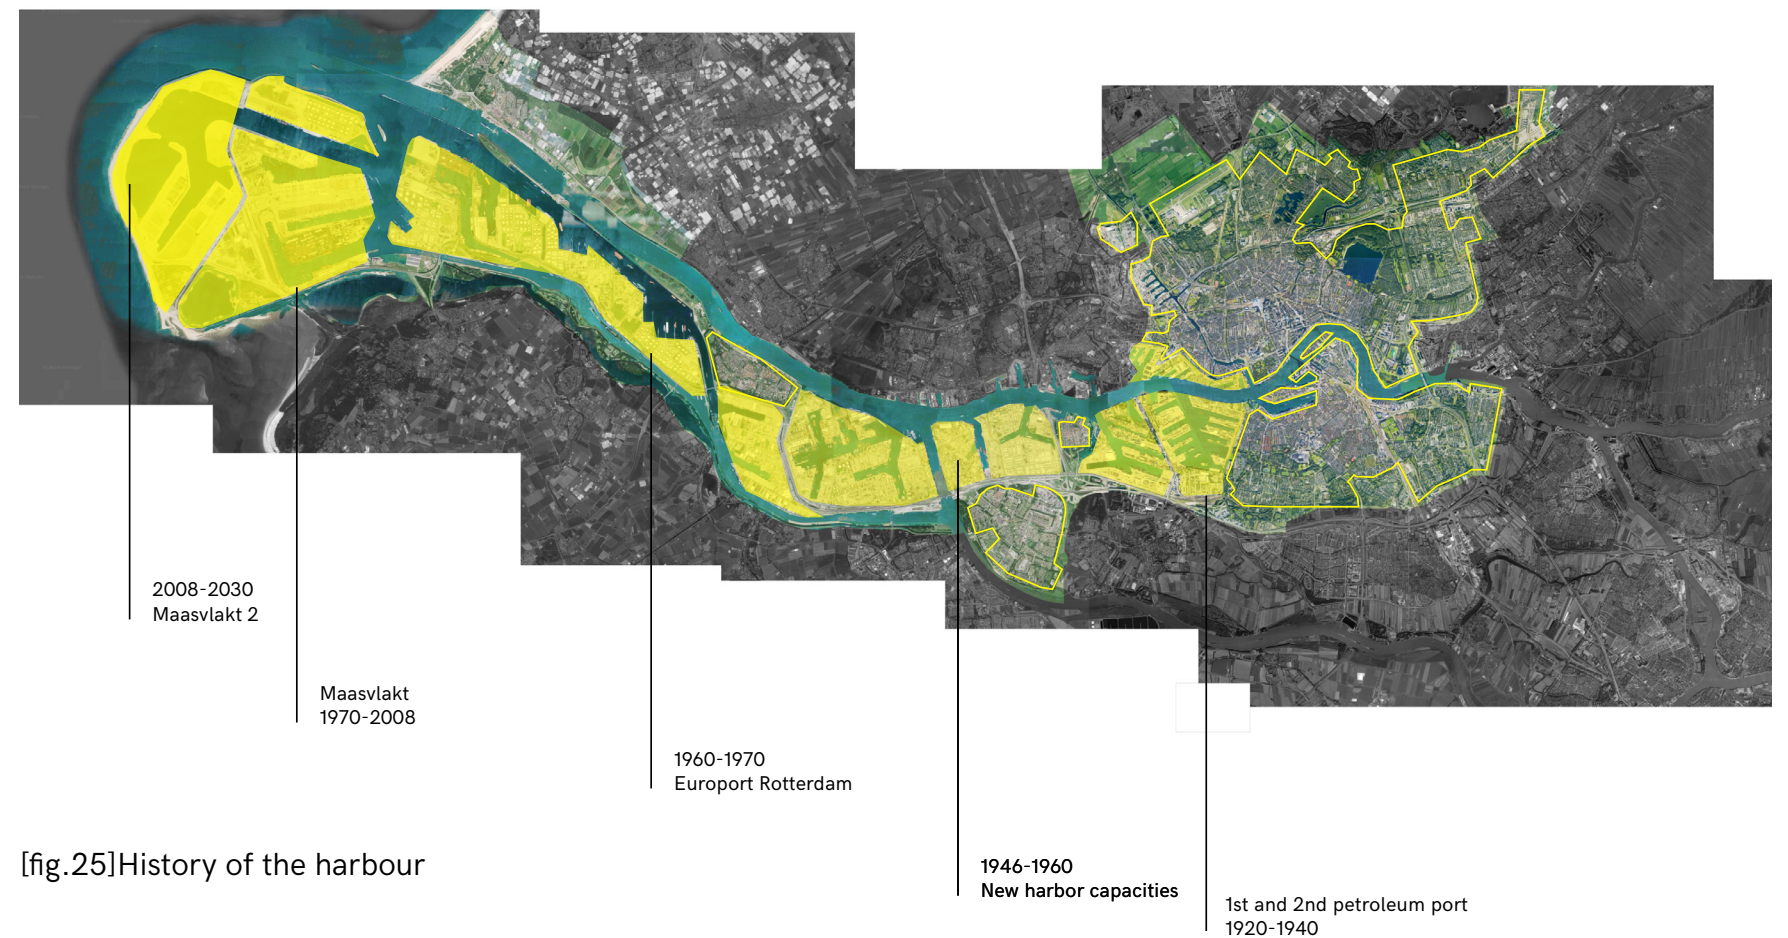 2008-2030
Maasvlakt 2
Maasvlakt
1970-2008
1960-1970
Europort Rotterdam
[fig.25]History of the harbour
1946-1960
New harbor capacities
1st and 2nd petroleum port
1920-1940